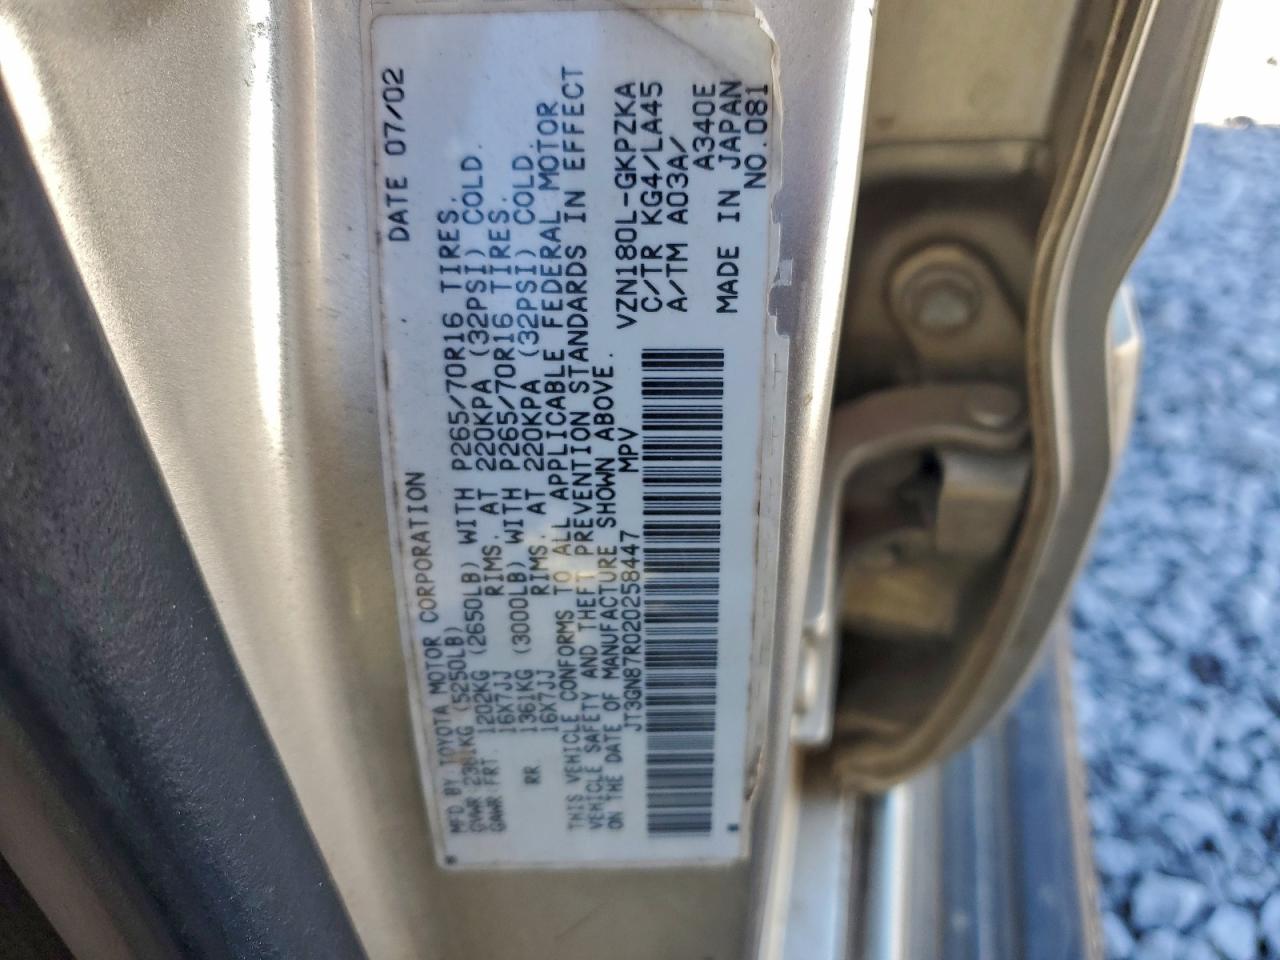 MFD BY: TOYOTA MOTOR CORPORATION DATE 07/02
GVWR 2381KG (5250LB)
GAWR FRT. 1202KG (2650LB) WITH P265/70R16 TIRES.
16X7JJ RIMS. AT 220KPA (32PSI) COLD.
RR. 1361KG (3000LB) WITH P265/70R16 TIRES.
16X7JJ RIMS. AT 220KPA (32PSI) COLD.
THIS VEHICLE CONFORMS TO ALL APPLICABLE FEDERAL MOTOR
VEHICLE SAFETY AND THEFT PREVENTION STANDARDS IN EFFECT
ON THE DATE OF MANUFACTURE SHOWN ABOVE.
JT3GN87R020258447 MPV VZN180L-GKPZKA
C/TR KG4/LA45
A/TM A03A/
A340E
MADE IN JAPAN
NO.081